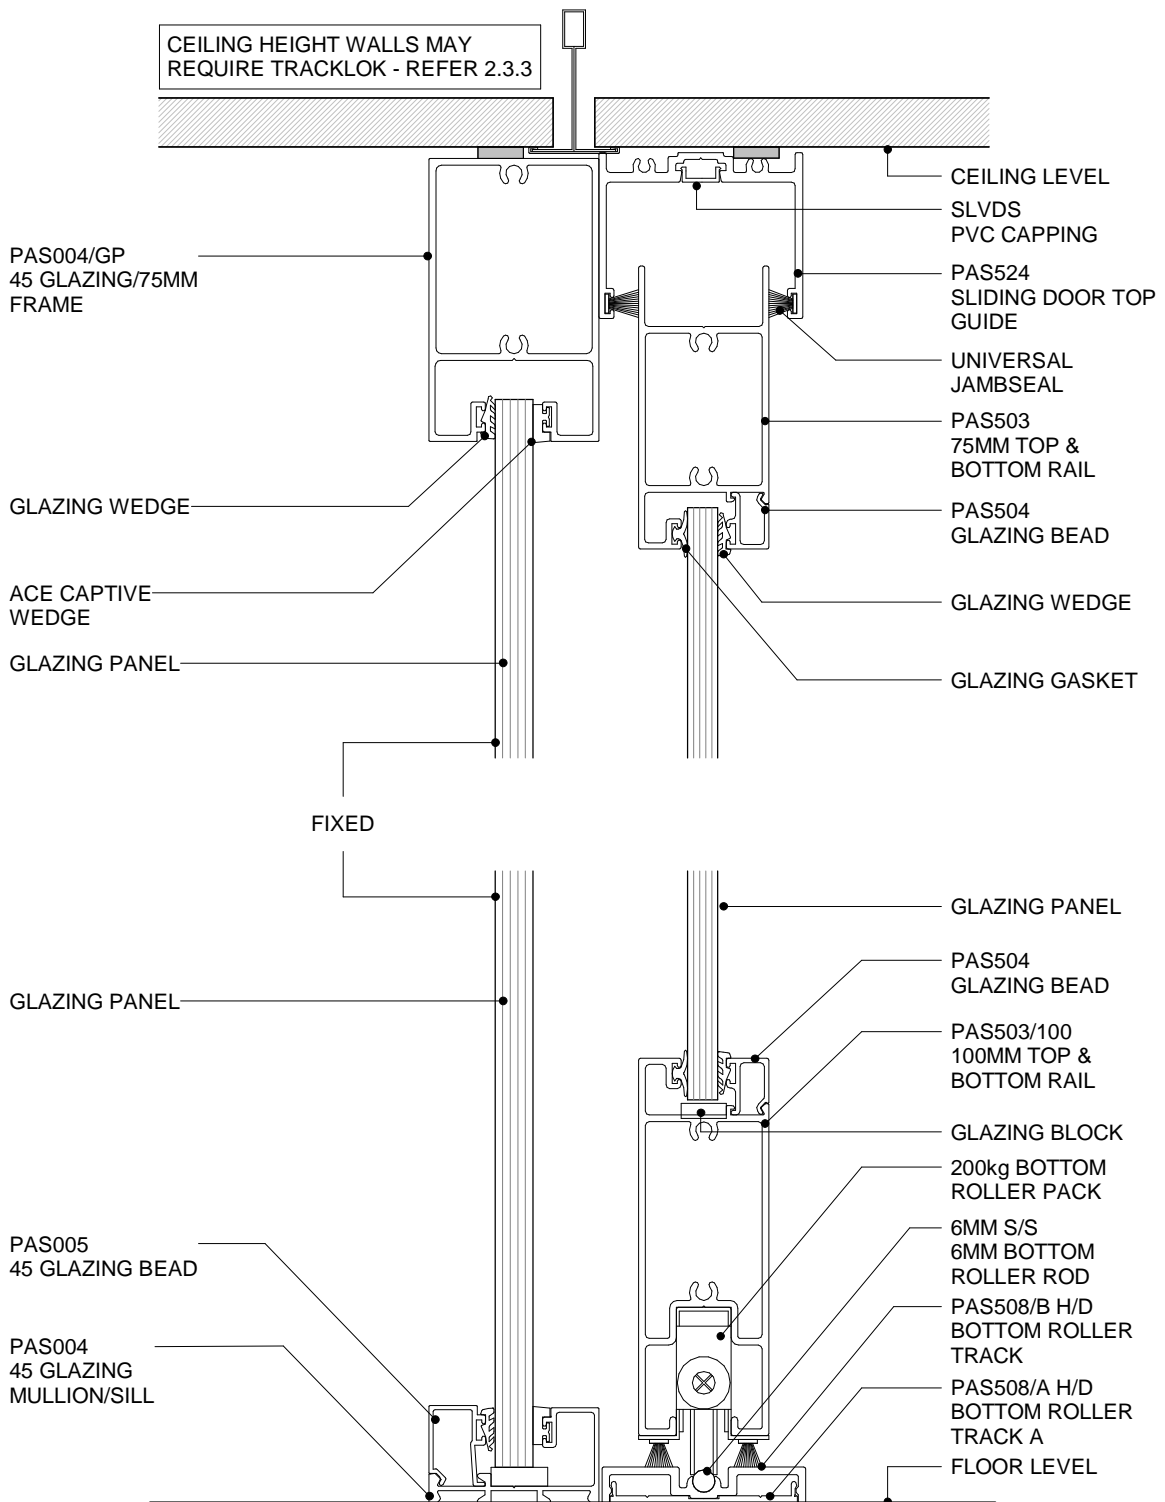 CEILING HEIGHT WALLS MAY
REQUIRE TRACKLOK - REFER 2.3.3
CEILING LEVEL
SLVDS
PVC CAPPING
PAS004/GP
45 GLAZING/75MM
FRAME
PAS524
SLIDING DOOR TOP
GUIDE
UNIVERSAL
JAMBSEAL
PAS503
75MM TOP &
BOTTOM RAIL
GLAZING WEDGE
PAS504
GLAZING BEAD
ACE CAPTIVE
WEDGE
GLAZING WEDGE
GLAZING PANEL
GLAZING GASKET
FIXED
GLAZING PANEL
PAS504
GLAZING BEAD
GLAZING PANEL
PAS503/100
100MM TOP &
BOTTOM RAIL
GLAZING BLOCK
200kg BOTTOM
ROLLER PACK
6MM S/S
6MM BOTTOM
ROLLER ROD
PAS005
45 GLAZING BEAD
PAS508/B H/D
BOTTOM ROLLER
TRACK
PAS004
45 GLAZING
MULLION/SILL
PAS508/A H/D
BOTTOM ROLLER
TRACK A
FLOOR LEVEL